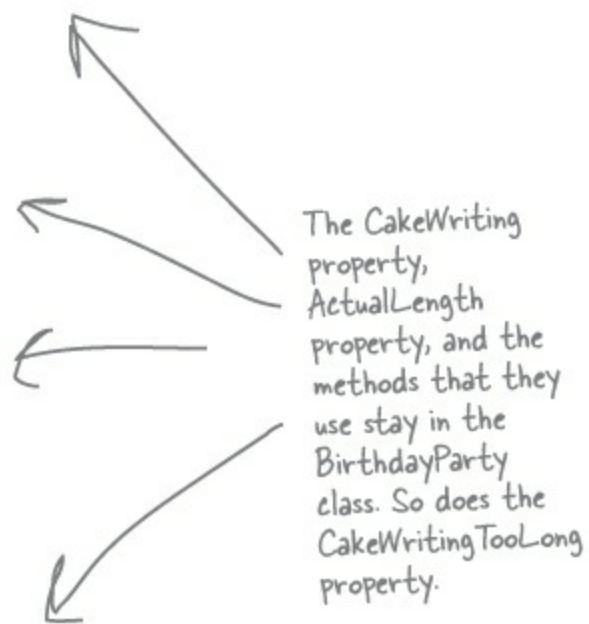 The CakeWriting
property,
ActualLength
property, and the
methods that they
use stay in the
BirthdayParty
class. So does the
CakeWritingTooLong
property.